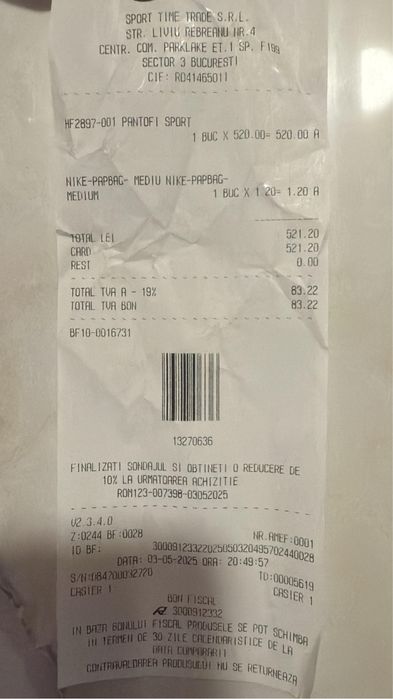 SPORT TIME TRADE S.R.L.
STR. LIVIU REBREANU NR.4
CENTR. COM. PARKLAKE ET.1 SP. F199
SECTOR 3 BUCURESTI
CIF: RO41465011
HF2897-001 PANTOFI SPORT
1 BUC X 520.00= 520.00 A
NIKE-PAPBAG- MEDIU NIKE-PAPBAG-
MEDIUM 1 BUC X 1.20= 1.20 A
TOTAL LEI 521.20
CARD 521.20
REST 0.00
TOTAL TVA A - 19% 83.22
TOTAL TVA BON 83.22
BF10-0016731
13270636
FINALIZATI SONDAJUL SI OBTINETI O REDUCERE DE
10% LA URMATOAREA ACHIZITIE
ROM123-007398-03052025
V2.3.4.0
Z:0244 BF:0028 NR.AMEF:0001
ID BF: 30009123322025050320495702440028
DATA: 03-05-2025 ORA: 20:49:57
S/N:084700032720 TD:00005619
CASIER 1 CASIER 1
BON FISCAL
3000912332
IN BAZA BONULUI FISCAL PRODUSELE SE POT SCHIMBA
IN TERMEN DE 30 ZILE CALENDARISTICE DE LA
DATA CUMPARARII
CONTRAVALOAREA PRODUSULUI NU SE RETURNEAZA